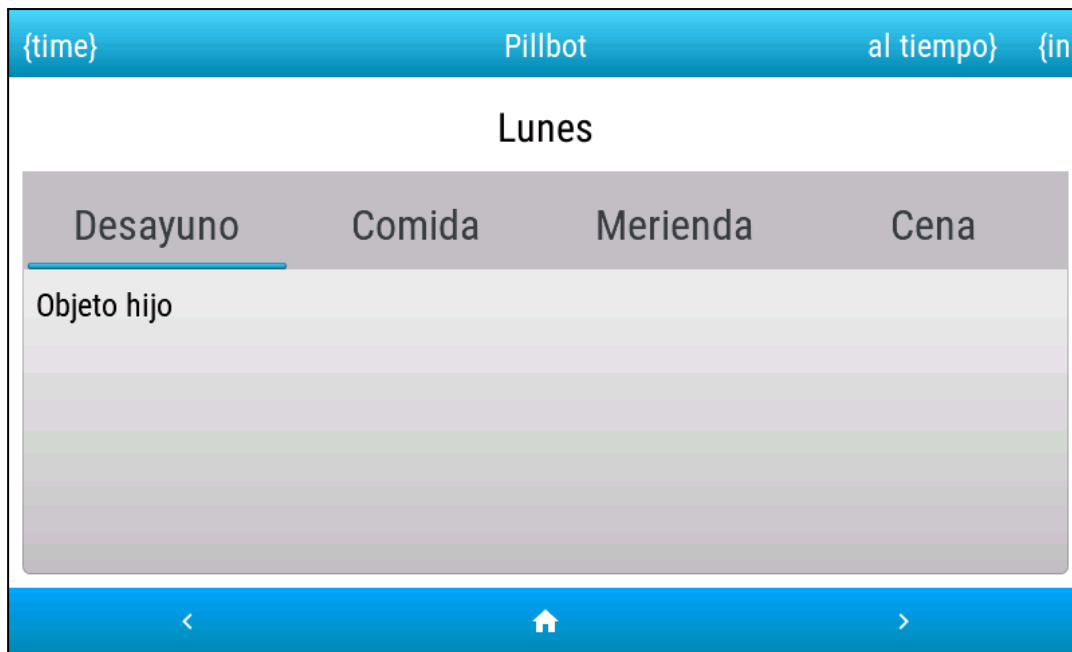 {time} Pillbot al tiempo} {in
Lunes
Desayuno Comida Merienda Cena
Objeto hijo